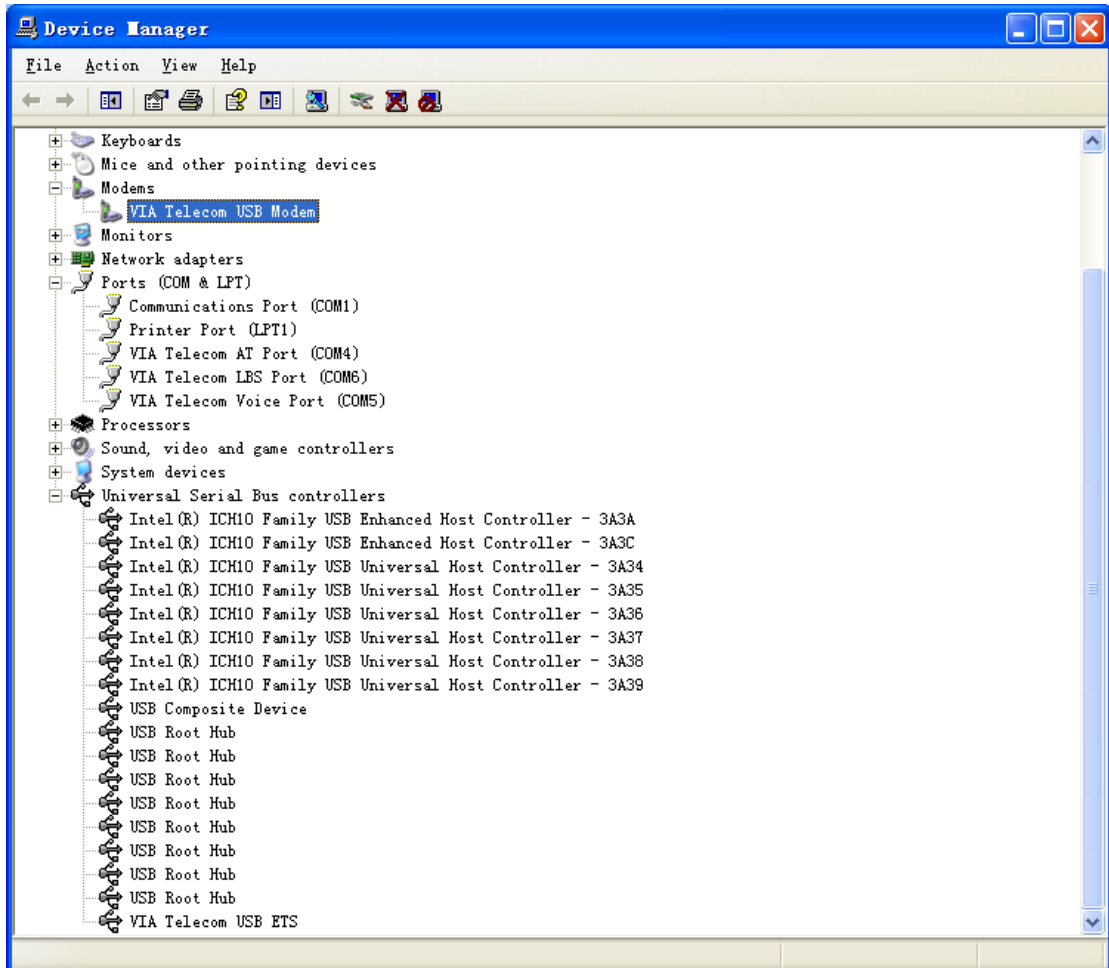 Device Manager
File Action View Help
Keyboards
Mice and other pointing devices
Modems
VIA Telecom USB Modem
Monitors
Network adapters
Ports (COM & LPT)
Communications Port (COM1)
Printer Port (LPT1)
VIA Telecom AT Port (COM4)
VIA Telecom LBS Port (COM6)
VIA Telecom Voice Port (COM5)
Processors
Sound, video and game controllers
System devices
Universal Serial Bus controllers
Intel(R) ICH10 Family USB Enhanced Host Controller - 3A3A
Intel(R) ICH10 Family USB Enhanced Host Controller - 3A3C
Intel(R) ICH10 Family USB Universal Host Controller - 3A34
Intel(R) ICH10 Family USB Universal Host Controller - 3A35
Intel(R) ICH10 Family USB Universal Host Controller - 3A36
Intel(R) ICH10 Family USB Universal Host Controller - 3A37
Intel(R) ICH10 Family USB Universal Host Controller - 3A38
Intel(R) ICH10 Family USB Universal Host Controller - 3A39
USB Composite Device
USB Root Hub
USB Root Hub
USB Root Hub
USB Root Hub
USB Root Hub
USB Root Hub
USB Root Hub
USB Root Hub
VIA Telecom USB ETS